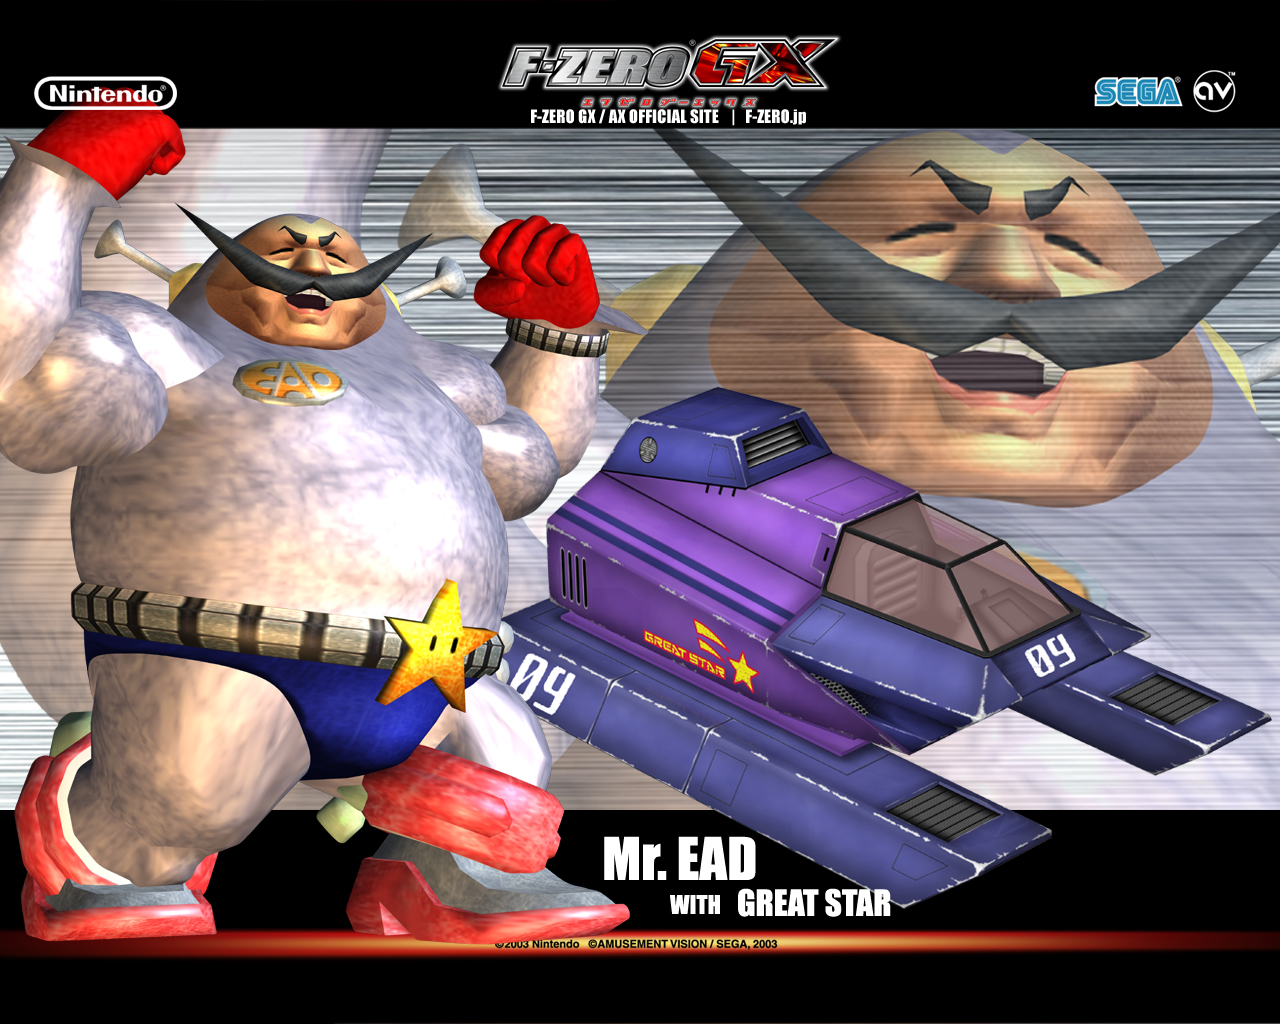 F-ZERO® GX
エフゼロ ジーエックス
Nintendo®
SEGA®
av™
F-ZERO GX / AX OFFICIAL SITE | F-ZERO.jp
EAD
GREAT STAR
09
09
Mr. EAD
WITH GREAT STAR
©2003 Nintendo ©AMUSEMENT VISION / SEGA, 2003